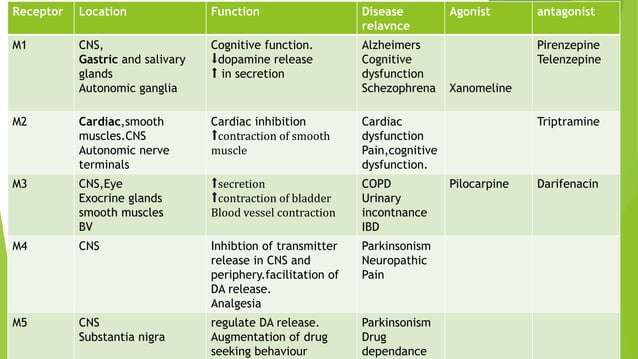 Receptor Location Function Disease relavnce Agonist antagonist
M1
CNS,
Gastric and salivary
glands
Autonomic ganglia
Cognitive function.
⬇dopamine release
⬆ in secretion
Alzheimers
Cognitive
dysfunction
Schezophrena
Xanomeline
Pirenzepine
Telenzepine
M2
Cardiac,smooth
muscles.CNS
Autonomic nerve
terminals
Cardiac inhibition
⬆contraction of smooth
muscle
Cardiac
dysfunction
Pain,cognitive
dysfunction.
Triptramine
M3
CNS,Eye
Exocrine glands
smooth muscles
BV
⬆secretion
⬆contraction of bladder
Blood vessel contraction
COPD
Urinary
incontnance
IBD
Pilocarpine
Darifenacin
M4
CNS
Inhibtion of transmitter
release in CNS and
periphery.facilitation of
DA release.
Analgesia
Parkinsonism
Neuropathic
Pain
M5
CNS
Substantia nigra
regulate DA release.
Augmentation of drug
seeking behaviour
Parkinsonism
Drug
dependance